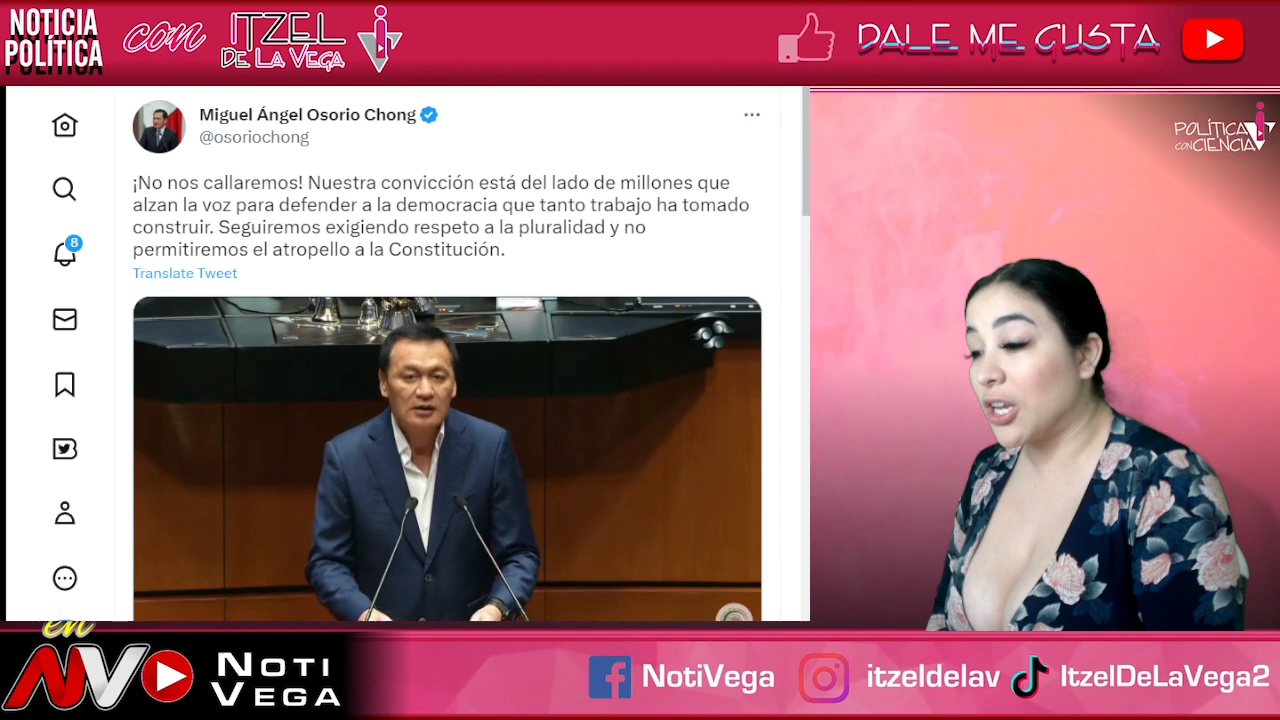 NOTICIA
POLÍTICA
con
ITZEL
DE LA VEGA
DALE ME GUSTA
Miguel Ángel Osorio Chong
@osoriochong
¡No nos callaremos! Nuestra convicción está del lado de millones que
alzan la voz para defender a la democracia que tanto trabajo ha tomado
construir. Seguiremos exigiendo respeto a la pluralidad y no
permitiremos el atropello a la Constitución.
Translate Tweet
8
POLÍTICA
CON CIENCIA
en
NV
NOTI
VEGA
NotiVega
itzeldelav
ItzelDeLaVega2